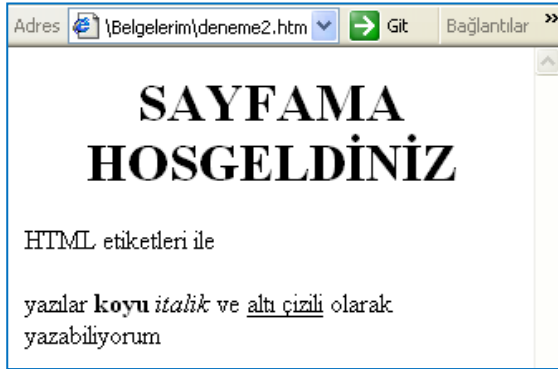 Adres \Belgelerim\deneme2.htm Git Bağlantılar »
SAYFAMA
HOSGELDİNİZ
HTML etiketleri ile
yazılar koyu italik ve altı çizili olarak
yazabiliyorum